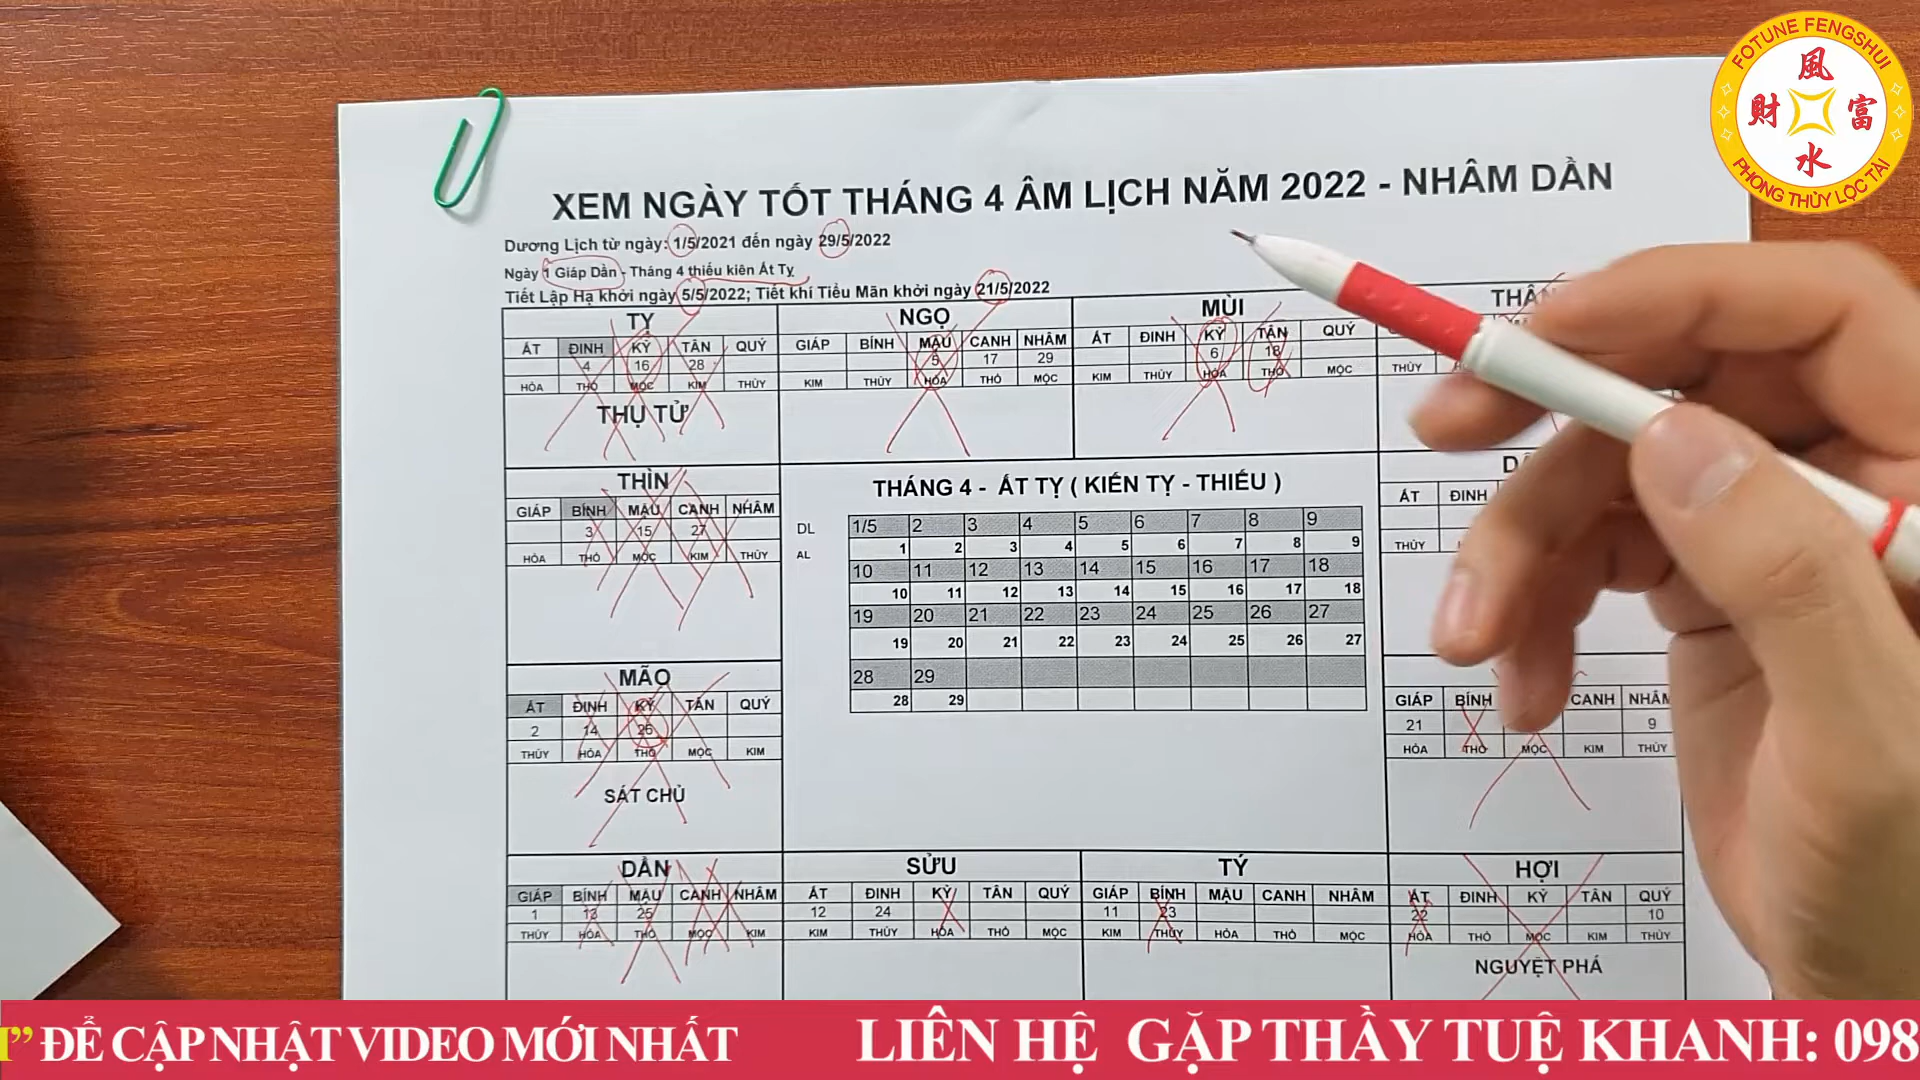 FOTUNE FENGSHUI
風
財 富
水
PHONG THỦY LỘC TÀI
XEM NGÀY TỐT THÁNG 4 ÂM LỊCH NĂM 2022 - NHÂM DẦN
Dương Lịch từ ngày: 1/5/2021 đến ngày 29/5/2022
Ngày 1 Giáp Dần - Tháng 4 thiếu kiên Ất Tỵ
Tiết Lập Hạ khởi ngày 5/5/2022; Tiết khí Tiểu Mãn khởi ngày 21/5/2022
TỴ
ẤT ĐINH KỶ TÂN QUÝ
4 16 28
HỎA THỔ MỘC KIM THỦY
THỤ TỬ
NGỌ
GIÁP BÍNH MẬU CANH NHÂM
5 17 29
KIM THỦY HỎA THỔ MỘC
MÙI
ẤT ĐINH KỶ TÂN QUÝ
6 18
KIM THỦY HỎA THỔ MỘC
THÂN
THỦY
THÌN
GIÁP BÍNH MẬU CANH NHÂM
3 15 27
HỎA THỔ MỘC KIM THỦY
THÁNG 4 - ẤT TỴ ( KIẾN TỴ - THIẾU )
DL 1/5 2 3 4 5 6 7 8 9
AL 1 2 3 4 5 6 7 8 9
10 11 12 13 14 15 16 17 18
10 11 12 13 14 15 16 17 18
19 20 21 22 23 24 25 26 27
19 20 21 22 23 24 25 26 27
28 29
28 29
ẤT ĐINH
THỦY
MÃO
ẤT ĐINH KỶ TÂN QUÝ
2 14 26
THỦY HỎA THỔ MỘC KIM
SÁT CHỦ
GIÁP BÍNH CANH NHÂM
21 9
HỎA THỔ MỘC KIM THỦY
DẦN
GIÁP BÍNH MẬU CANH NHÂM
1 13 25
THỦY HỎA THỔ MỘC KIM
SỬU
ẤT ĐINH KỶ TÂN QUÝ
12 24
KIM THỦY HỎA THỔ MỘC
TÝ
GIÁP BÍNH MẬU CANH NHÂM
11 23
KIM THỦY HỎA THỔ MỘC
HỢI
ẤT ĐINH KỶ TÂN QUÝ
22 10
HỎA THỔ MỘC KIM THỦY
NGUYỆT PHÁ
” ĐỂ CẬP NHẬT VIDEO MỚI NHẤT LIÊN HỆ GẶP THẦY TUỆ KHANH: 098